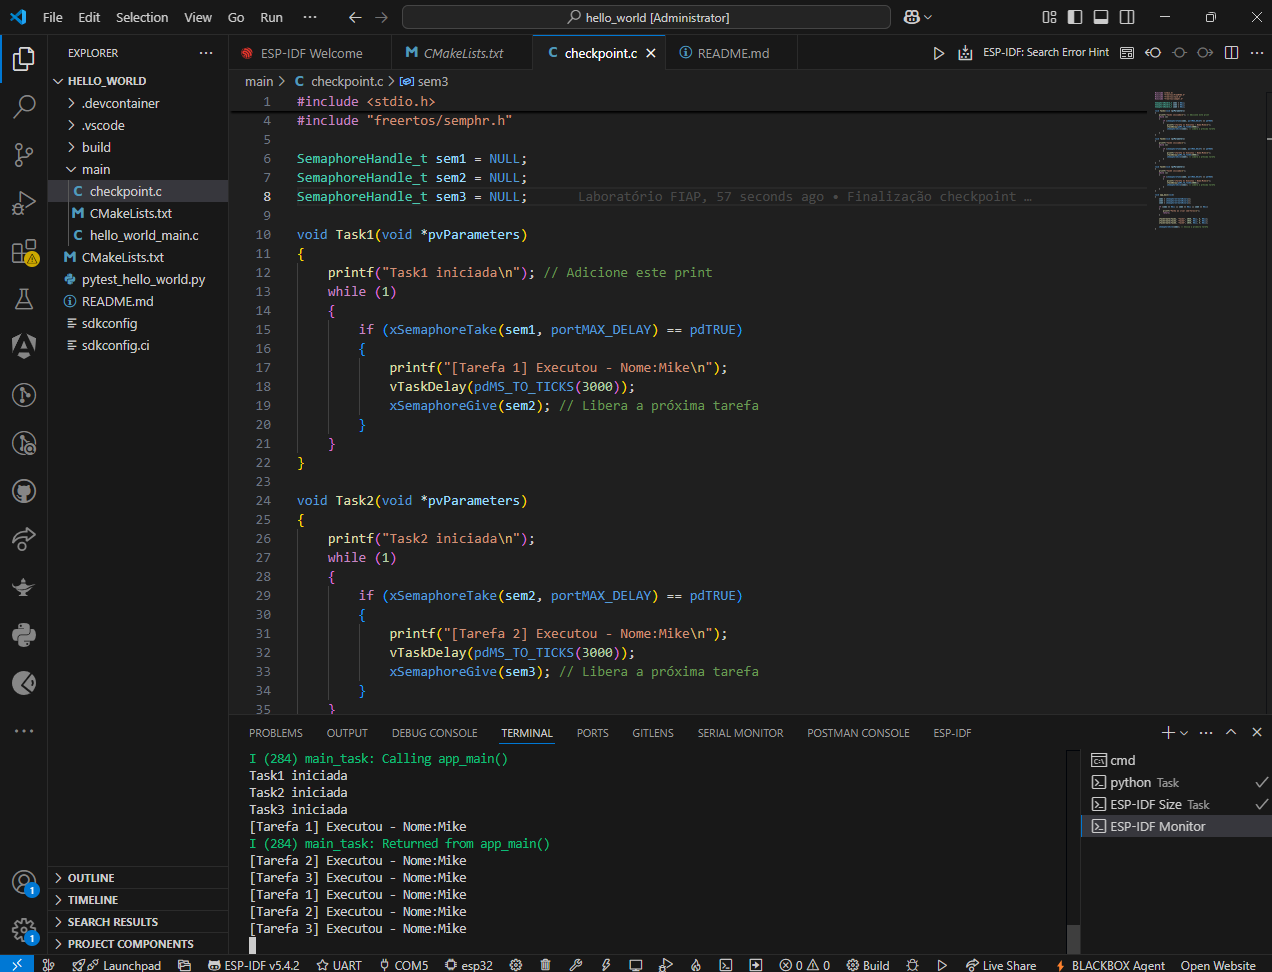 File Edit Selection View Go Run ··· hello_world [Administrator]
EXPLORER ···
ESP-IDF Welcome CMakeLists.txt checkpoint.c README.md ESP-IDF: Search Error Hint
HELLO_WORLD
.devcontainer
.vscode
build
main
checkpoint.c
CMakeLists.txt
hello_world_main.c
CMakeLists.txt
pytest_hello_world.py
README.md
sdkconfig
sdkconfig.ci
OUTLINE
TIMELINE
SEARCH RESULTS
PROJECT COMPONENTS
main > checkpoint.c > sem3
1 #include <stdio.h>
4 #include "freertos/semphr.h"
5
6 SemaphoreHandle_t sem1 = NULL;
7 SemaphoreHandle_t sem2 = NULL;
8 SemaphoreHandle_t sem3 = NULL; Laboratório FIAP, 57 seconds ago • Finalização checkpoint …
9
10 void Task1(void *pvParameters)
11 {
12 printf("Task1 iniciada\n"); // Adicione este print
13 while (1)
14 {
15 if (xSemaphoreTake(sem1, portMAX_DELAY) == pdTRUE)
16 {
17 printf("[Tarefa 1] Executou - Nome:Mike\n");
18 vTaskDelay(pdMS_TO_TICKS(3000));
19 xSemaphoreGive(sem2); // Libera a próxima tarefa
20 }
21 }
22 }
23
24 void Task2(void *pvParameters)
25 {
26 printf("Task2 iniciada\n");
27 while (1)
28 {
29 if (xSemaphoreTake(sem2, portMAX_DELAY) == pdTRUE)
30 {
31 printf("[Tarefa 2] Executou - Nome:Mike\n");
32 vTaskDelay(pdMS_TO_TICKS(3000));
33 xSemaphoreGive(sem3); // Libera a próxima tarefa
34 }
35 }
PROBLEMS OUTPUT DEBUG CONSOLE TERMINAL PORTS GITLENS SERIAL MONITOR POSTMAN CONSOLE ESP-IDF
I (284) main_task: Calling app_main()
Task1 iniciada
Task2 iniciada
Task3 iniciada
[Tarefa 1] Executou - Nome:Mike
I (284) main_task: Returned from app_main()
[Tarefa 2] Executou - Nome:Mike
[Tarefa 3] Executou - Nome:Mike
[Tarefa 1] Executou - Nome:Mike
[Tarefa 2] Executou - Nome:Mike
[Tarefa 3] Executou - Nome:Mike
cmd
python Task
ESP-IDF Size Task
ESP-IDF Monitor
1
1
Launchpad ESP-IDF v5.4.2 UART COM5 esp32 0 0 Build Live Share BLACKBOX Agent Open Website